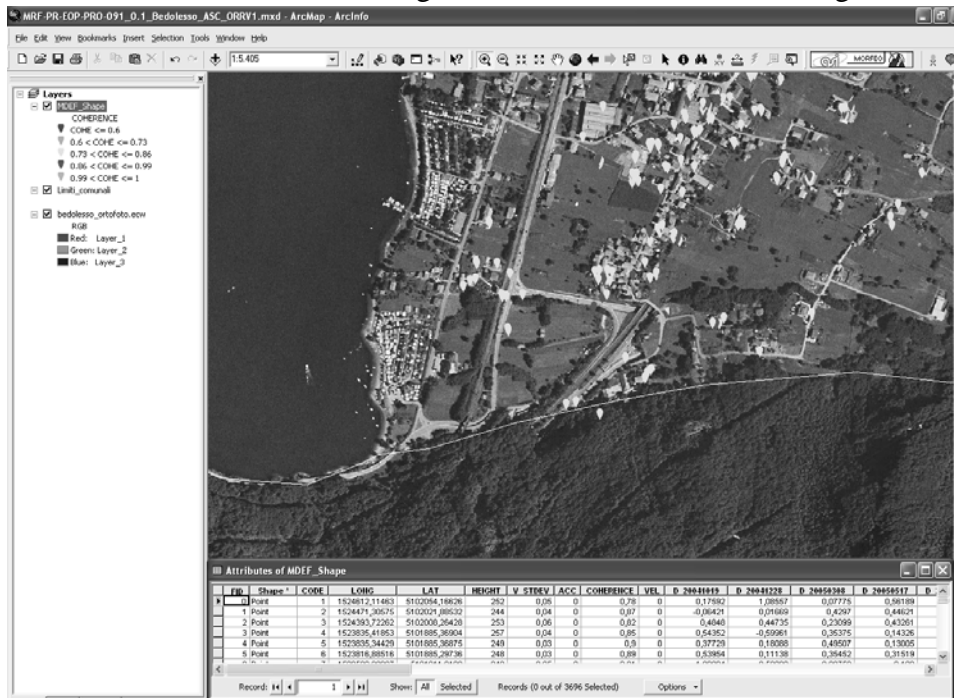 MRF-PR-EOP-PRO-091_0.1_Bedolesso_ASC_ORRV1.mxd - ArcMap - ArcInfo
File Edit View Bookmarks Insert Selection Tools Window Help
1:5.405
MORFEO
Layers
MDEF_Shape
COHERENCE
COHE <= 0.6
0.6 < COHE <= 0.73
0.73 < COHE <= 0.86
0.86 < COHE <= 0.99
0.99 < COHE <= 1
Limiti_comunali
bedolesso_ortofoto.ecw
RGB
Red: Layer_1
Green: Layer_2
Blue: Layer_3
Attributes of MDEF_Shape
FID Shape * CODE LONG LAT HEIGHT V_STDEV ACC COHERENCE VEL D_20041019 D_20041228 D_20050308 D_20050517 D_2
0 Point 1 1524612,11463 5102054,16626 252 0,05 0 0,78 0 0,17592 1,08557 0,07775 0,56189
1 Point 2 1524471,30575 5102021,88532 244 0,04 0 0,87 0 -0,06421 0,01669 0,4297 0,44621
2 Point 3 1524393,72262 5102008,26428 253 0,06 0 0,82 0 0,4848 0,44735 0,23099 0,43261
3 Point 4 1523835,41853 5101885,36904 257 0,04 0 0,85 0 0,54352 -0,59961 0,35375 0,14326
4 Point 5 1523835,34429 5101885,36875 249 0,03 0 0,9 0 0,37729 0,18088 0,49507 0,13005
5 Point 6 1523816,88516 5101885,29736 248 0,03 0 0,89 0 0,53954 0,11138 0,35452 0,31519
Record: 1 Show: All Selected Records (0 out of 3696 Selected) Options